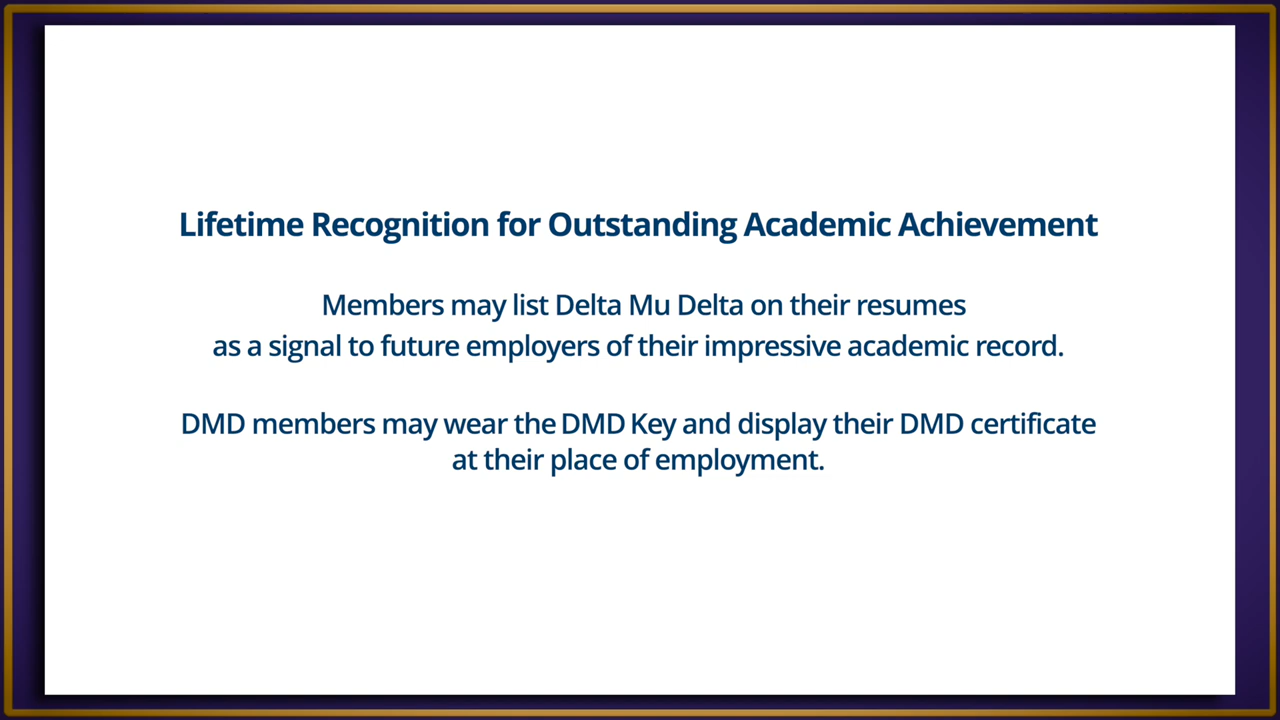 Lifetime Recognition for Outstanding Academic Achievement
Members may list Delta Mu Delta on their resumes
as a signal to future employers of their impressive academic record.
DMD members may wear the DMD Key and display their DMD certificate
at their place of employment.